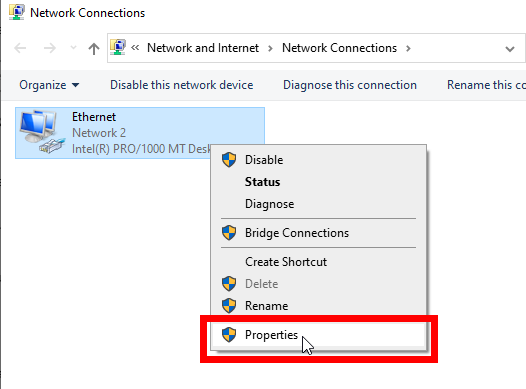 Network Connections
« Network and Internet > Network Connections >
Organize Disable this network device Diagnose this connection Rename this con
Ethernet
Network 2
Intel(R) PRO/1000 MT Desk
Disable
Status
Diagnose
Bridge Connections
Create Shortcut
Delete
Rename
Properties